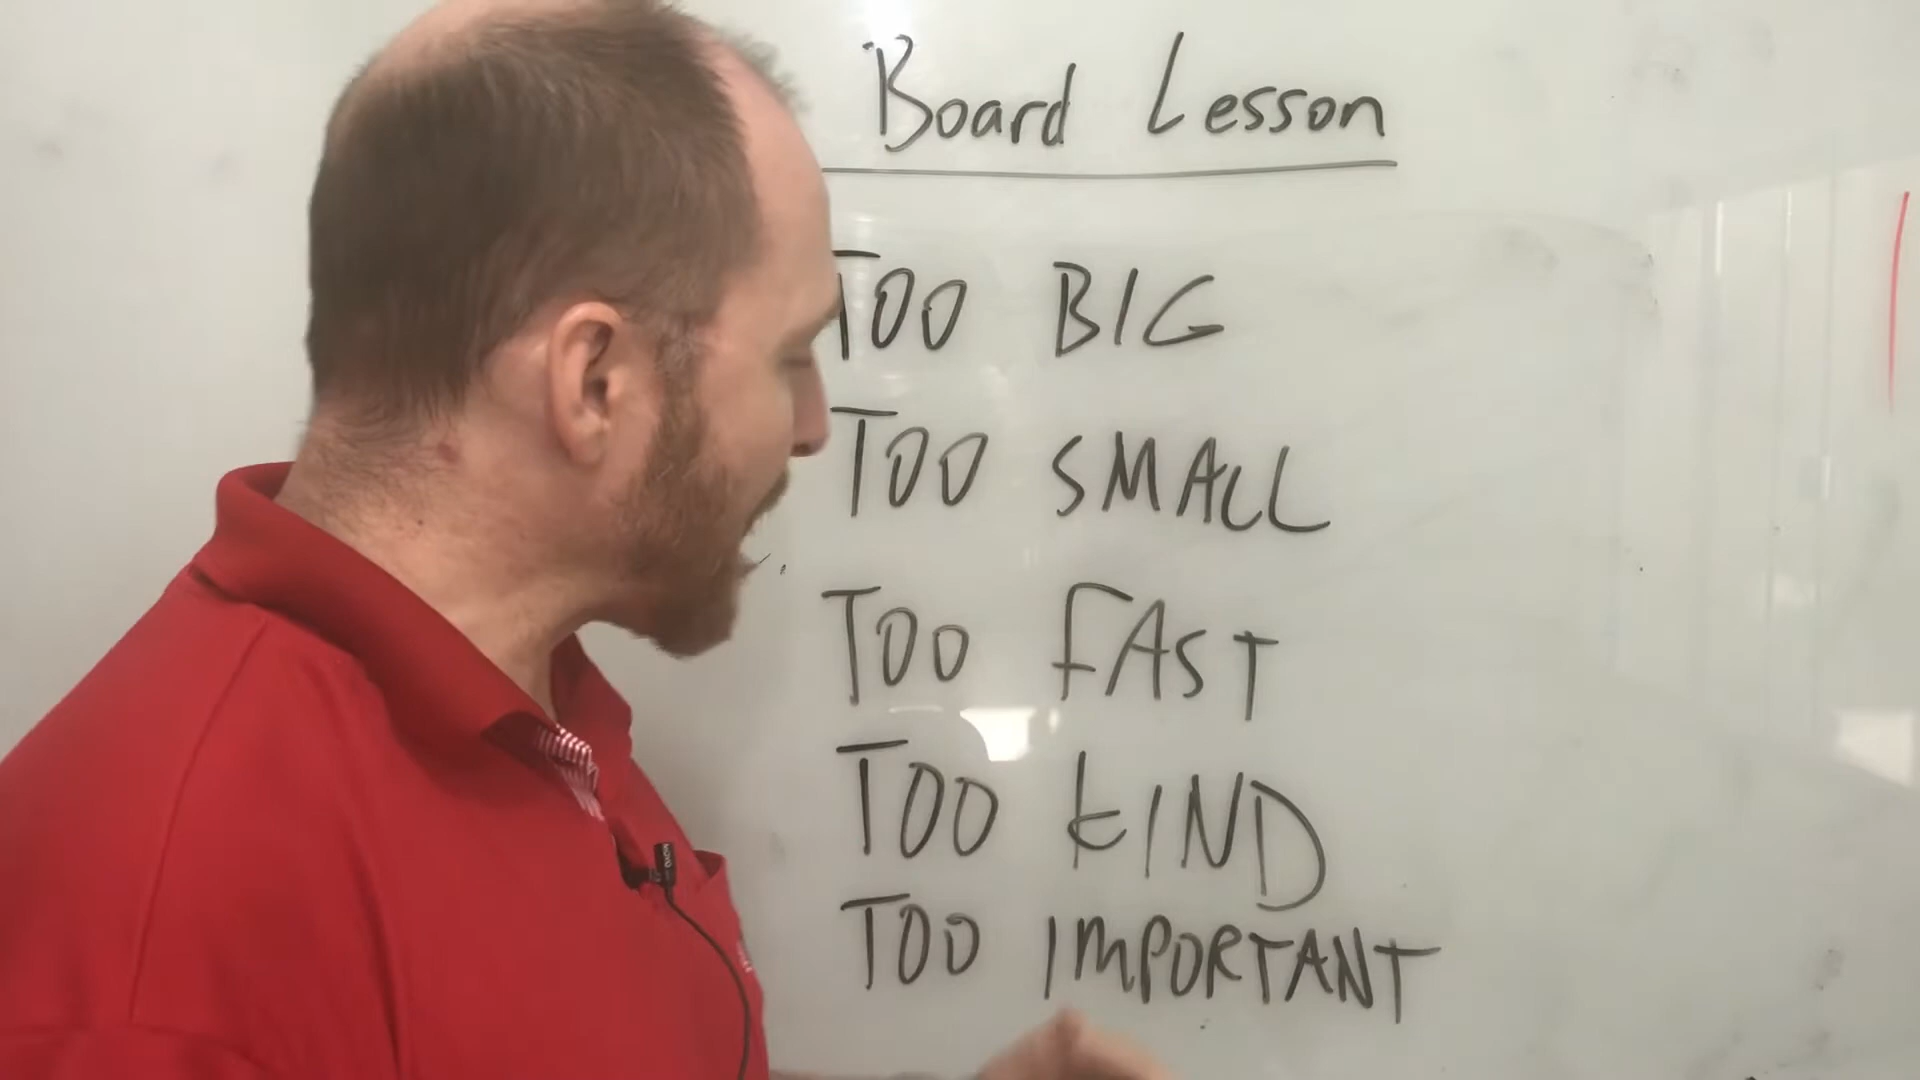 Board Lesson
TOO BIG
TOO SMALL
TOO FAST
TOO KIND
TOO IMPORTANT